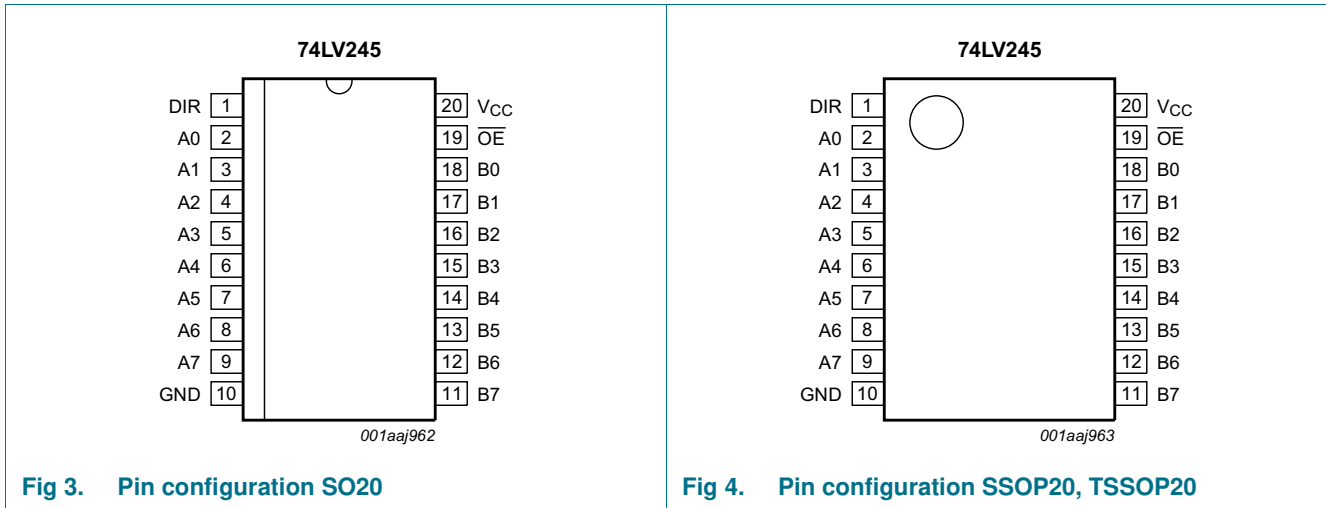 74LV245
DIR 1 20 VCC
A0 2 19 O̅E̅
A1 3 18 B0
A2 4 17 B1
A3 5 16 B2
A4 6 15 B3
A5 7 14 B4
A6 8 13 B5
A7 9 12 B6
GND 10 11 B7
001aaj962
Fig 3. Pin configuration SO20
74LV245
DIR 1 20 VCC
A0 2 19 O̅E̅
A1 3 18 B0
A2 4 17 B1
A3 5 16 B2
A4 6 15 B3
A5 7 14 B4
A6 8 13 B5
A7 9 12 B6
GND 10 11 B7
001aaj963
Fig 4. Pin configuration SSOP20, TSSOP20